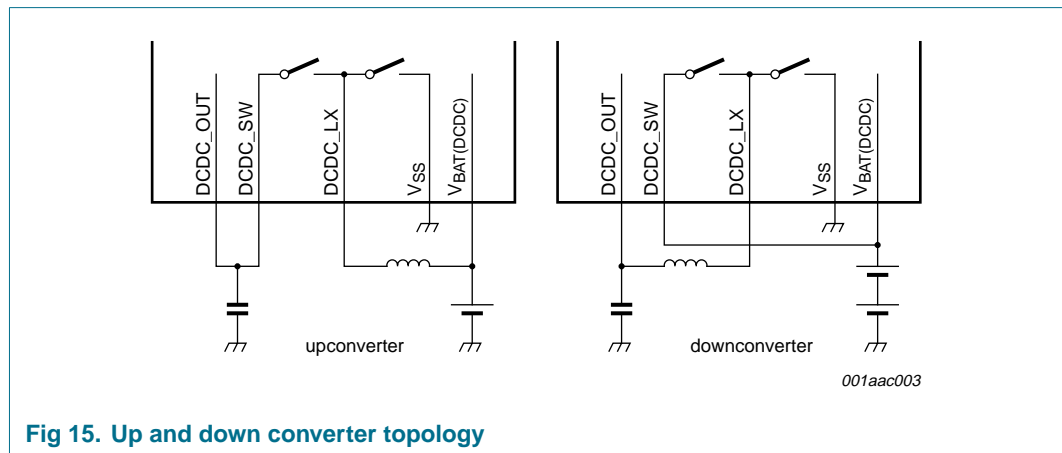 DCDC_OUT
DCDC_SW
DCDC_LX
VSS
VBAT(DCDC)
DCDC_OUT
DCDC_SW
DCDC_LX
VSS
VBAT(DCDC)
upconverter
downconverter
001aac003
Fig 15. Up and down converter topology